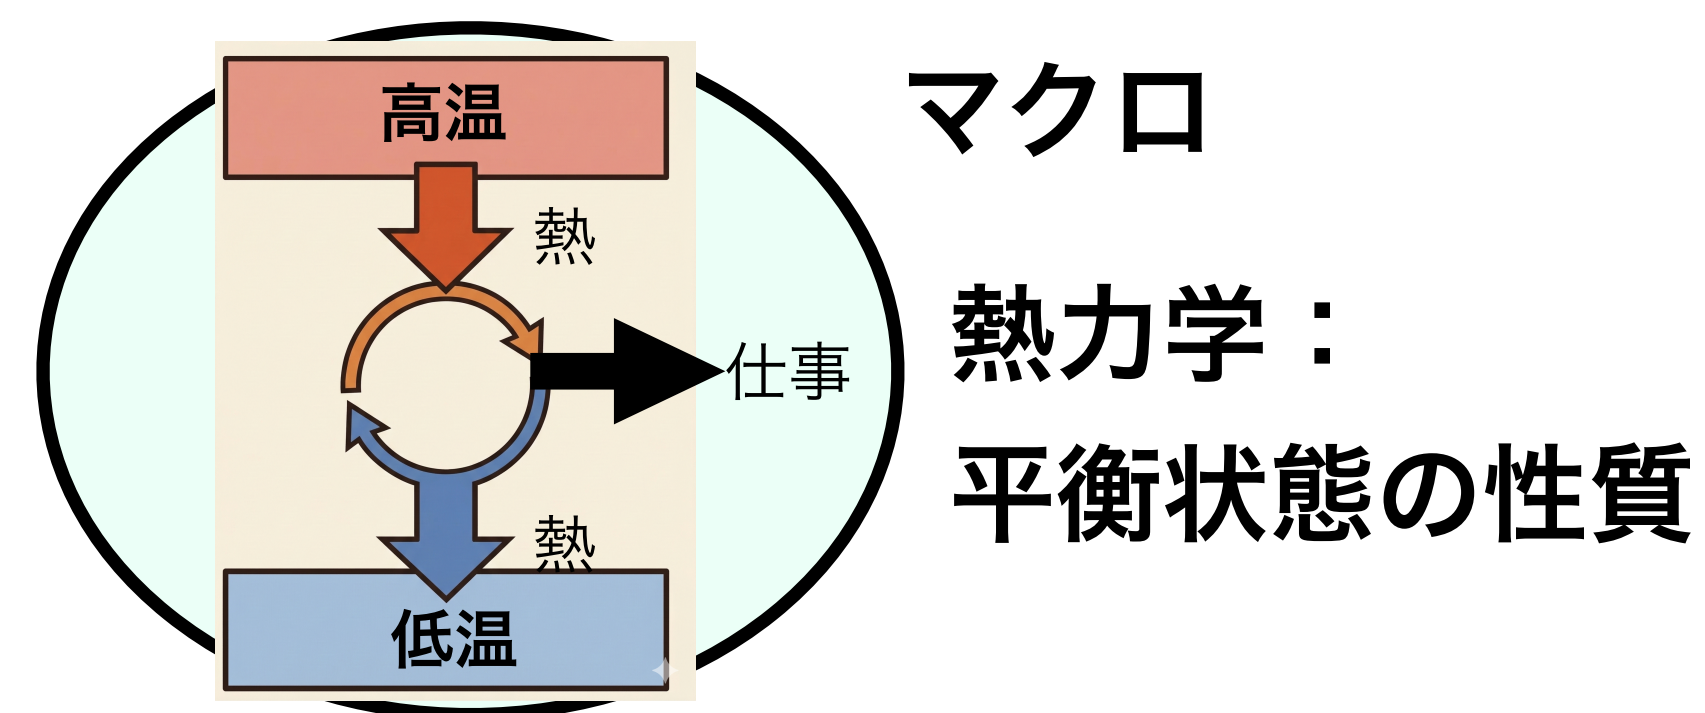 高温
熱
仕事
熱
低温
マクロ
熱力学：
平衡状態の性質